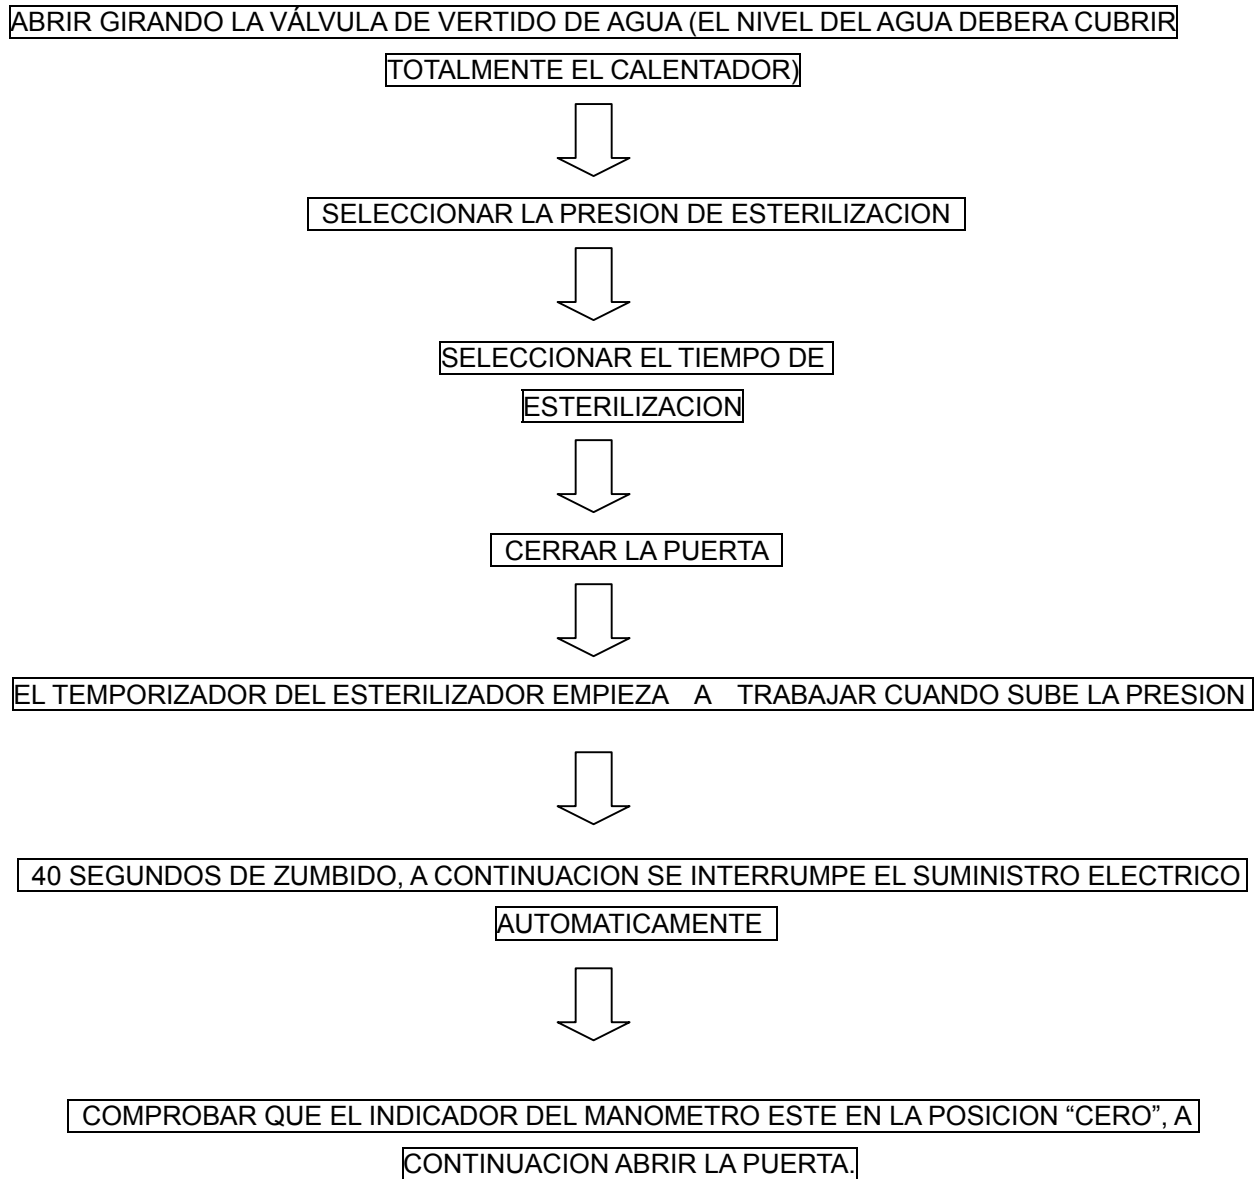 ABRIR GIRANDO LA VÁLVULA DE VERTIDO DE AGUA (EL NIVEL DEL AGUA DEBERA CUBRIR
TOTALMENTE EL CALENTADOR)
SELECCIONAR LA PRESION DE ESTERILIZACION
SELECCIONAR EL TIEMPO DE
ESTERILIZACION
CERRAR LA PUERTA
EL TEMPORIZADOR DEL ESTERILIZADOR EMPIEZA A TRABAJAR CUANDO SUBE LA PRESION
40 SEGUNDOS DE ZUMBIDO, A CONTINUACION SE INTERRUMPE EL SUMINISTRO ELECTRICO
AUTOMATICAMENTE
COMPROBAR QUE EL INDICADOR DEL MANOMETRO ESTE EN LA POSICION “CERO”, A
CONTINUACION ABRIR LA PUERTA.